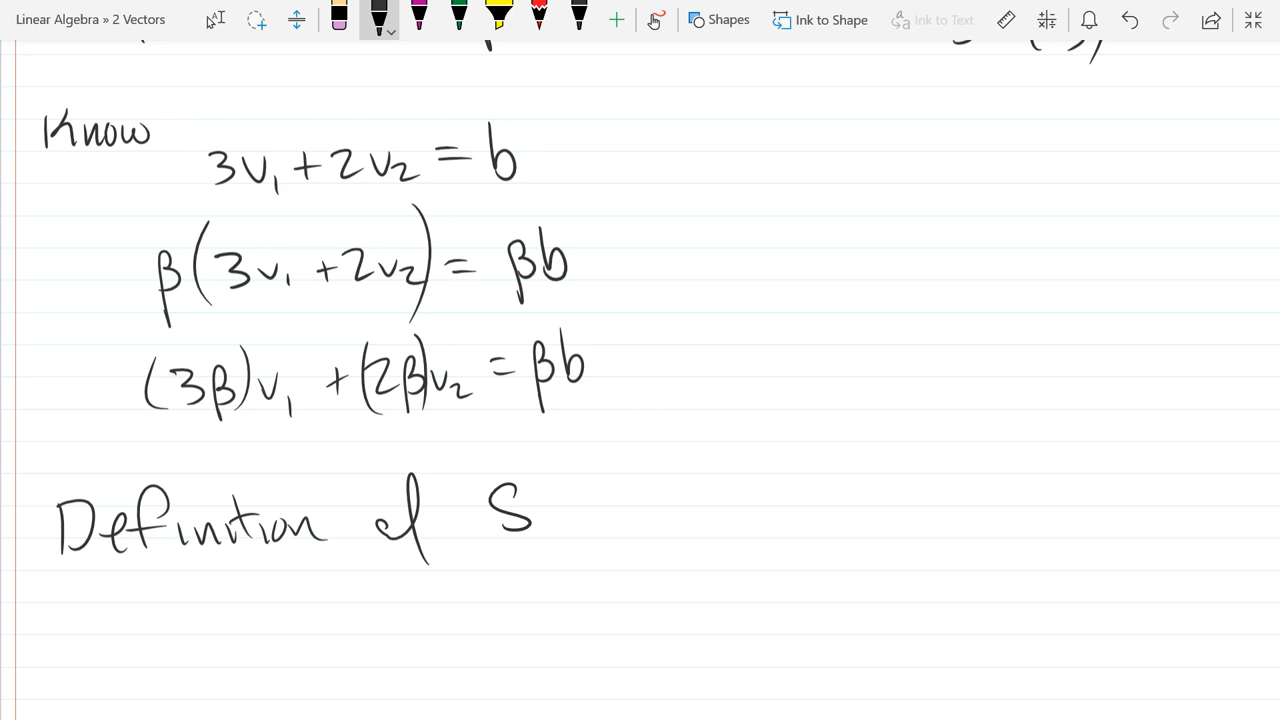 Linear Algebra » 2 Vectors
Shapes
Ink to Shape
Ink to Text
Know
3v₁ + 2v₂ = b
β(3v₁ + 2v₂) = βb
(3β)v₁ + (2β)v₂ = βb
Definition of S